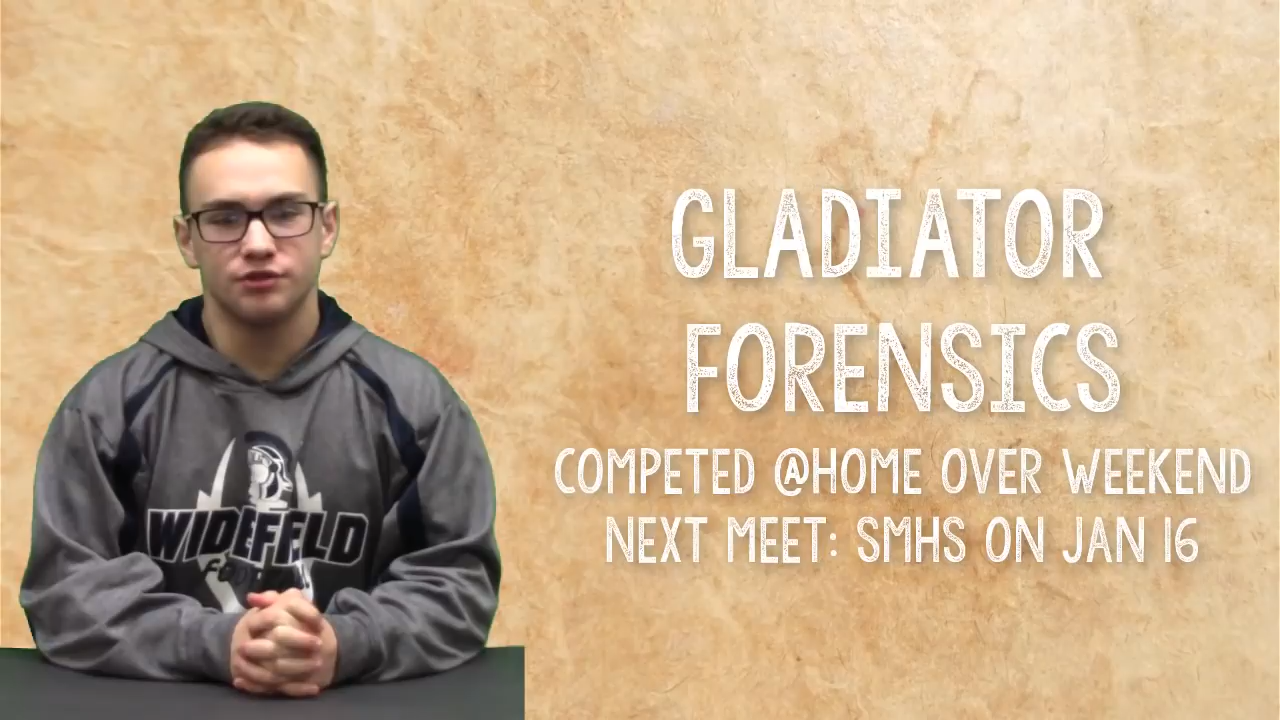 GLADIATOR
FORENSICS
COMPETED @HOME OVER WEEKEND
NEXT MEET: SMHS ON JAN 16
WIDEFIELD